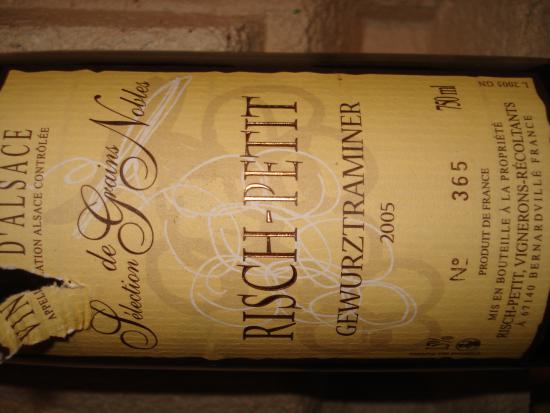 VIN D'ALSACE
APPELLATION ALSACE CONTRÔLÉE
Sélection
de Grains Nobles
RISCH-PETIT
GEWURZTRAMINER
2005
N° 365
PRODUIT DE FRANCE
MIS EN BOUTEILLE À LA PROPRIÉTÉ
RISCH-PETIT, VIGNERONS-RÉCOLTANTS
À 67140 BERNARDVILLÉ FRANCE
750 ml
L 2005 GN